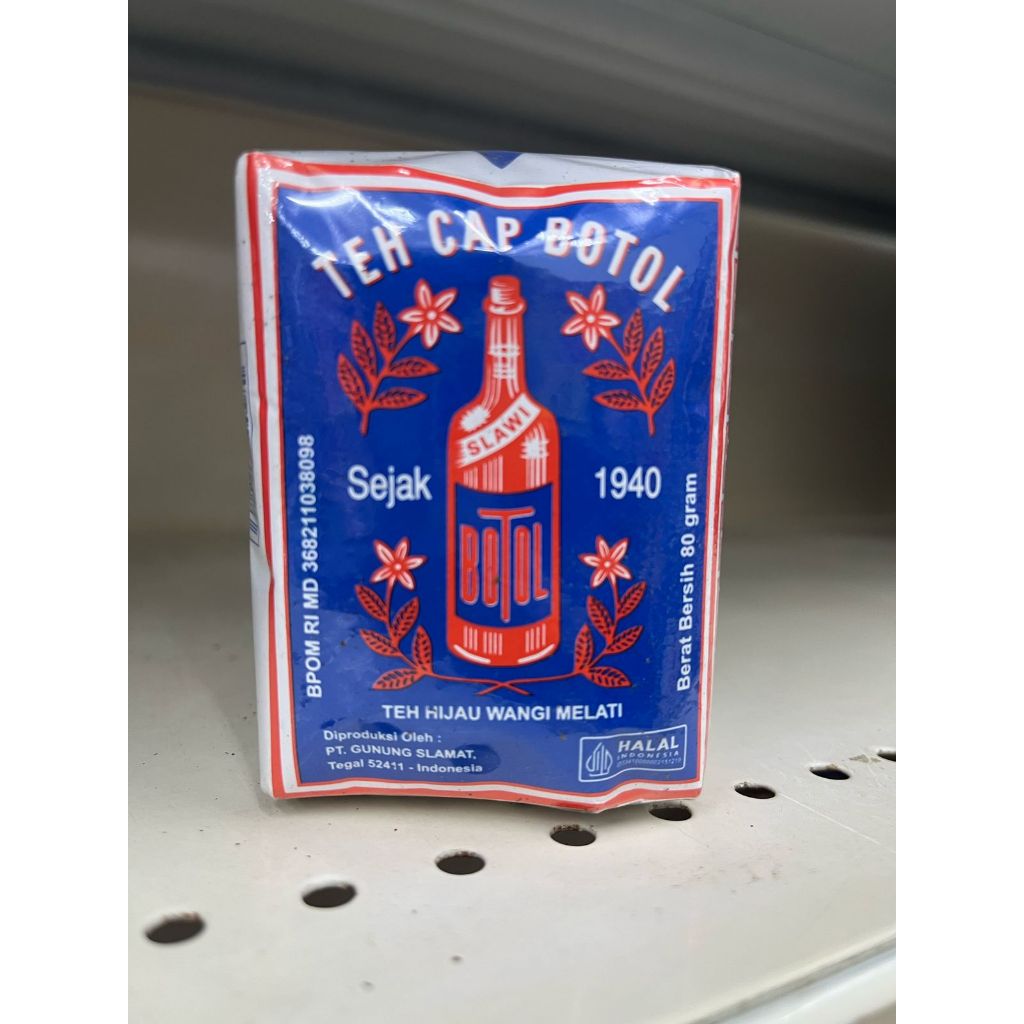 TEH CAP BOTOL
SLAWI
Sejak 1940
BOTOL
BPOM RI MD 368211038098
Berat Bersih 80 gram
TEH HIJAU WANGI MELATI
Diproduksi Oleh :
PT. GUNUNG SLAMAT,
Tegal 52411 - Indonesia
HALAL
INDONESIA